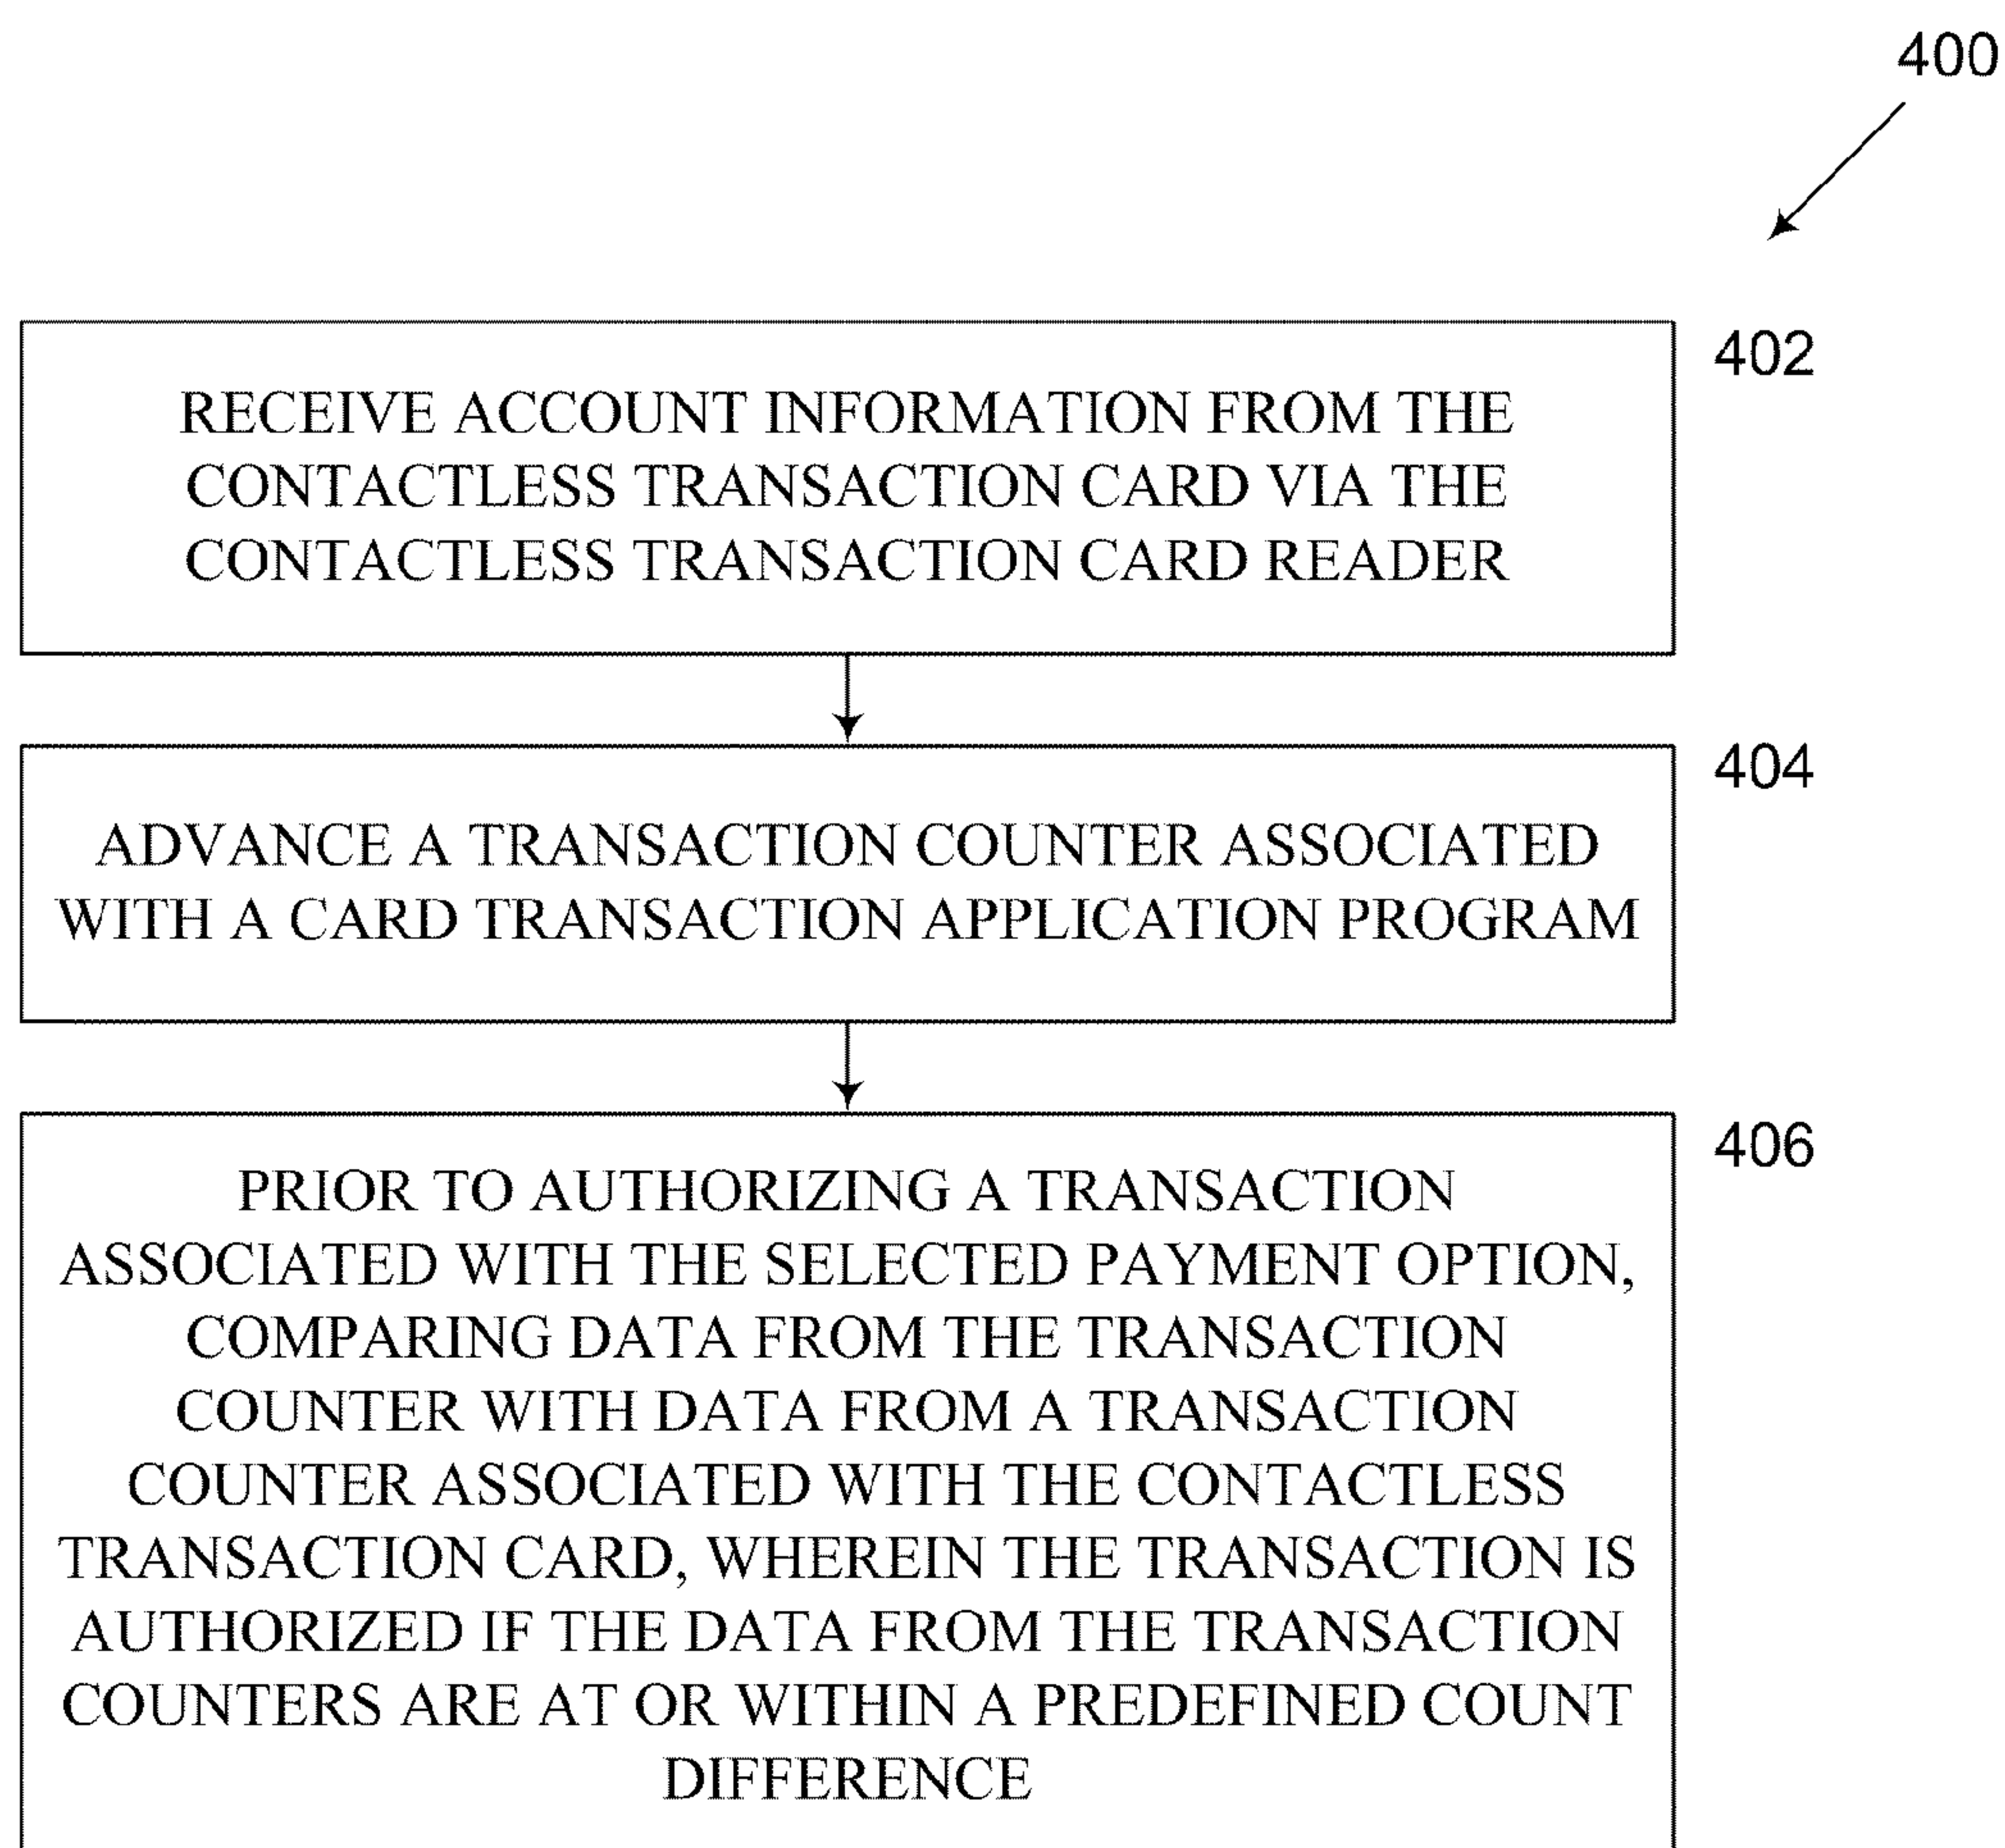 400
402
RECEIVE ACCOUNT INFORMATION FROM THE
CONTACTLESS TRANSACTION CARD VIA THE
CONTACTLESS TRANSACTION CARD READER
404
ADVANCE A TRANSACTION COUNTER ASSOCIATED
WITH A CARD TRANSACTION APPLICATION PROGRAM
406
PRIOR TO AUTHORIZING A TRANSACTION
ASSOCIATED WITH THE SELECTED PAYMENT OPTION,
COMPARING DATA FROM THE TRANSACTION
COUNTER WITH DATA FROM A TRANSACTION
COUNTER ASSOCIATED WITH THE CONTACTLESS
TRANSACTION CARD, WHEREIN THE TRANSACTION IS
AUTHORIZED IF THE DATA FROM THE TRANSACTION
COUNTERS ARE AT OR WITHIN A PREDEFINED COUNT
DIFFERENCE